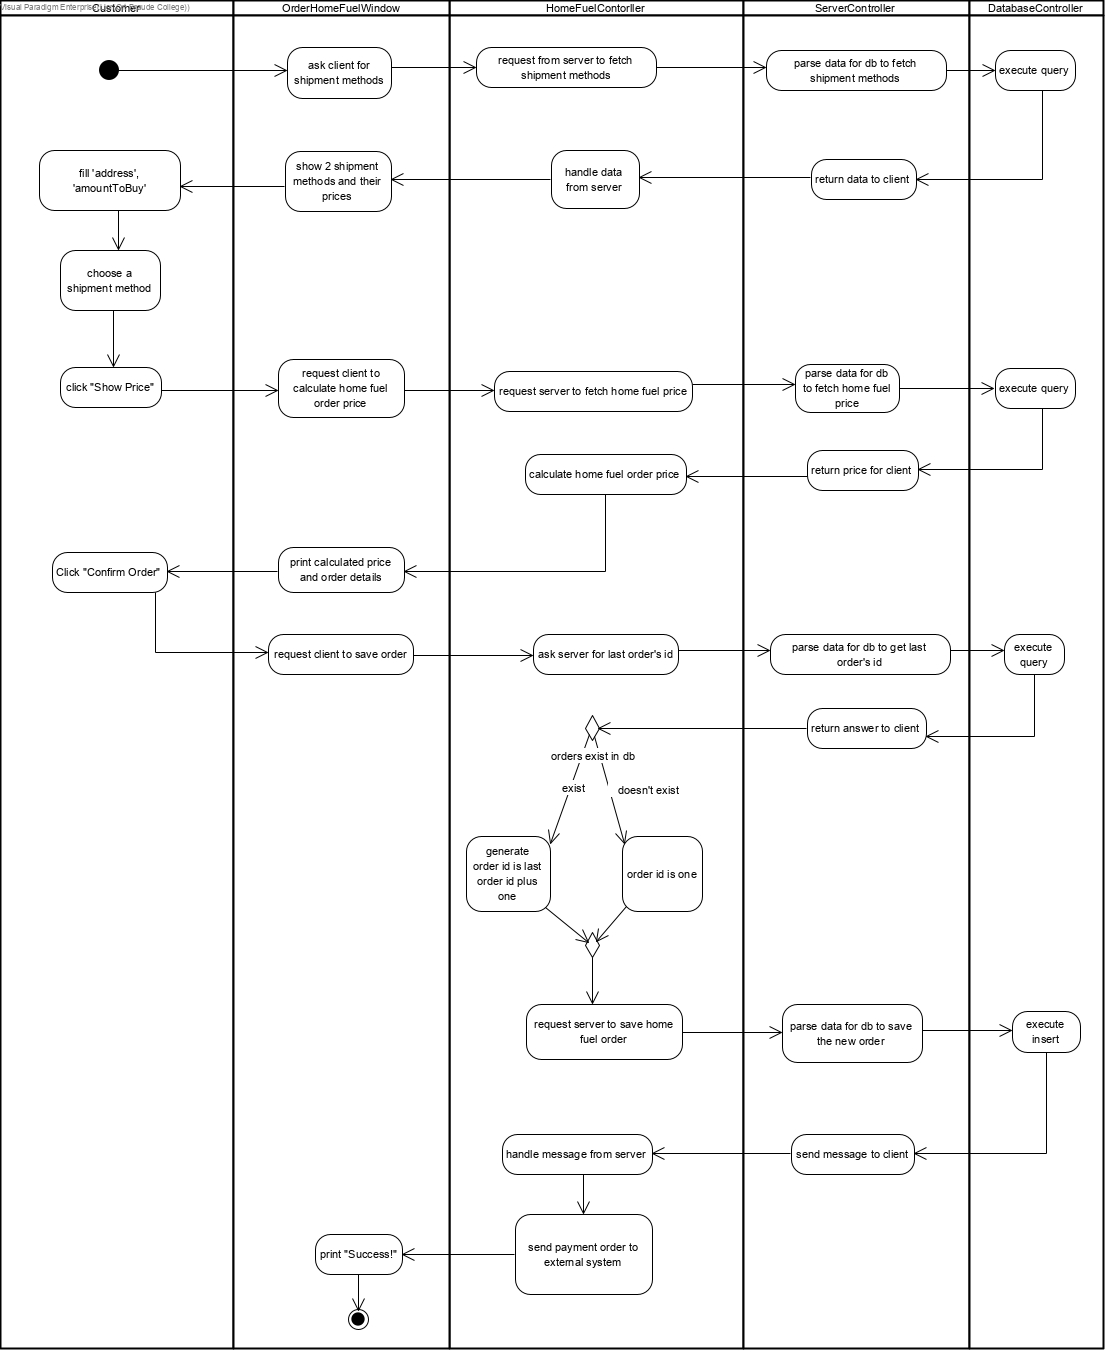 Visual Paradigm Enterprise
Customer
OrderHomeFuelWindow
HomeFuelContorller
ServerController
DatabaseController
ask client for
shipment methods
request from server to fetch
shipment methods
parse data for db to fetch
shipment methods
execute query
fill 'address',
'amountToBuy'
show 2 shipment
methods and their
prices
handle data
from server
return data to client
choose a
shipment method
click "Show Price"
request client to
calculate home fuel
order price
request server to fetch home fuel price
parse data for db
to fetch home fuel
price
execute query
calculate home fuel order price
return price for client
Click "Confirm Order"
print calculated price
and order details
request client to save order
ask server for last order's id
parse data for db to get last
order's id
execute
query
return answer to client
orders exist in db
exist
doesn't exist
generate
order id is last
order id plus
one
order id is one
request server to save home
fuel order
parse data for db to save
the new order
execute
insert
handle message from server
send message to client
send payment order to
external system
print "Success!"